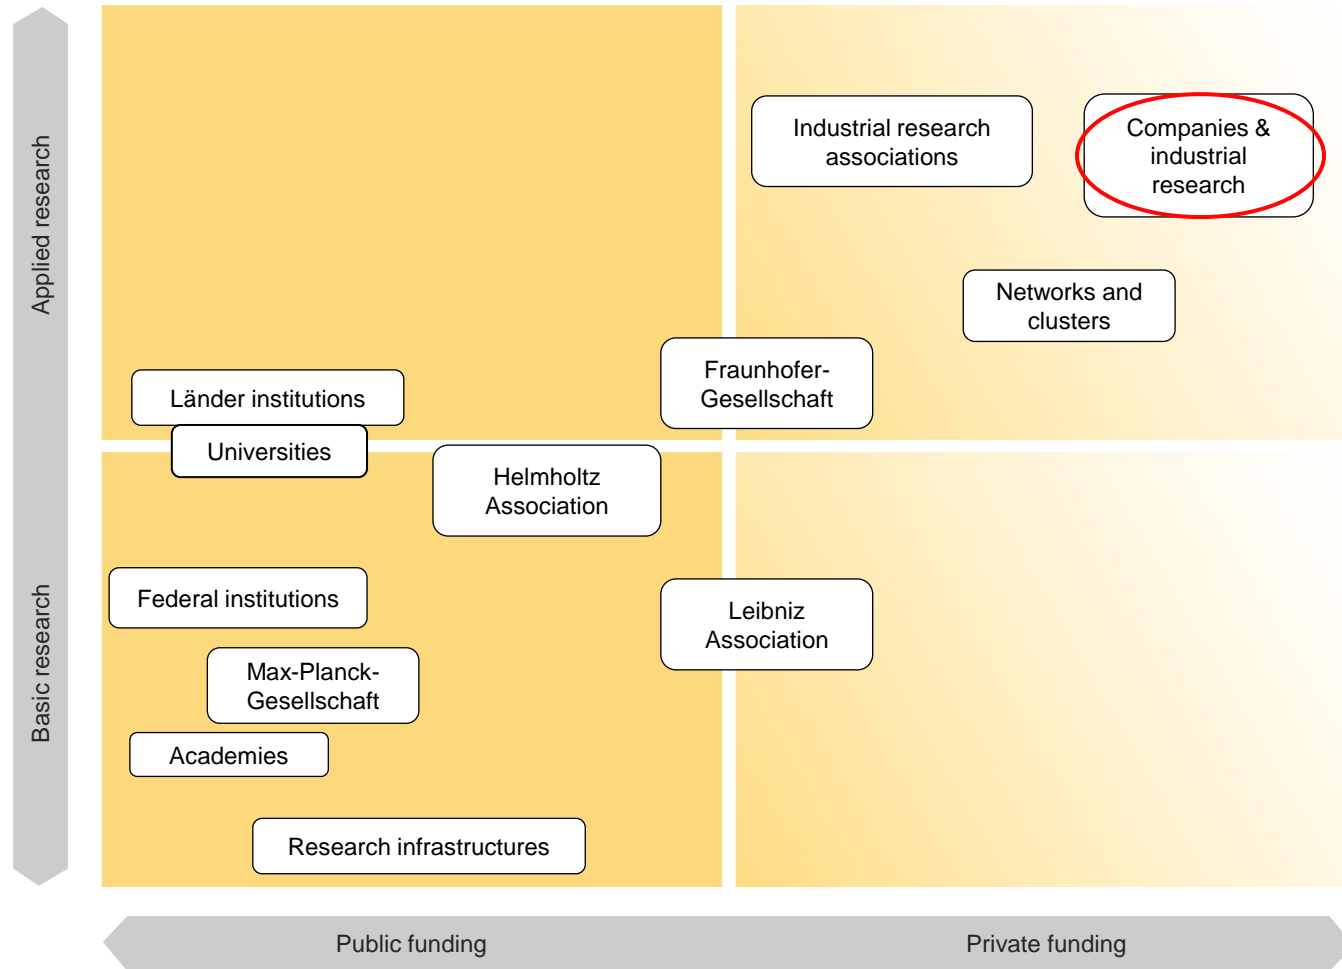 Applied research
Basic research
Industrial research
associations
Companies &
industrial
research
Networks and
clusters
Fraunhofer-
Gesellschaft
Länder institutions
Universities
Helmholtz
Association
Federal institutions
Leibniz
Association
Max-Planck-
Gesellschaft
Academies
Research infrastructures
Public funding
Private funding